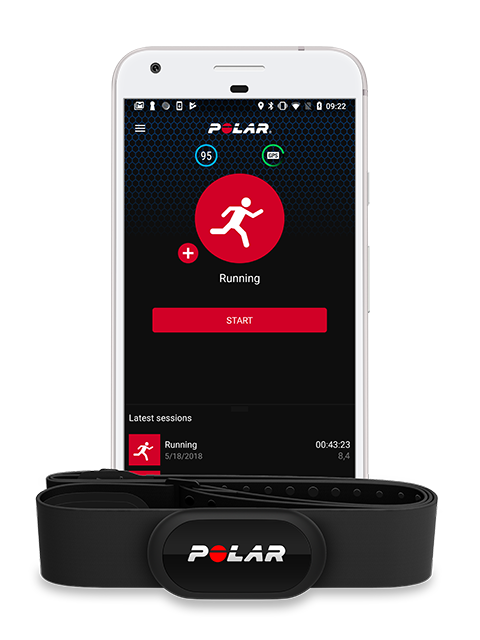 09:22
POLAR
95 GPS
Running
START
Latest sessions
Running 00:43:23
5/18/2018 8,4
POLAR